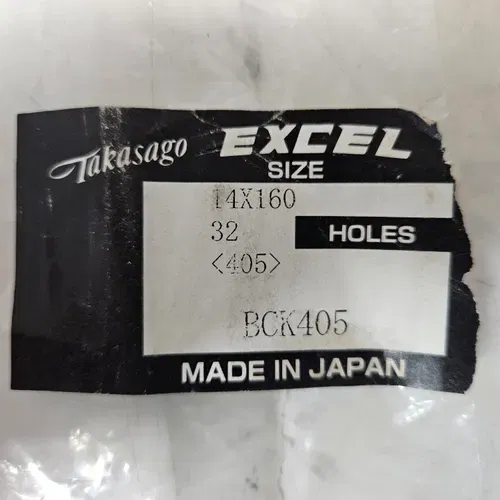 Takasago EXCEL
SIZE
14X160
32 HOLES
<405>
BCK405
MADE IN JAPAN